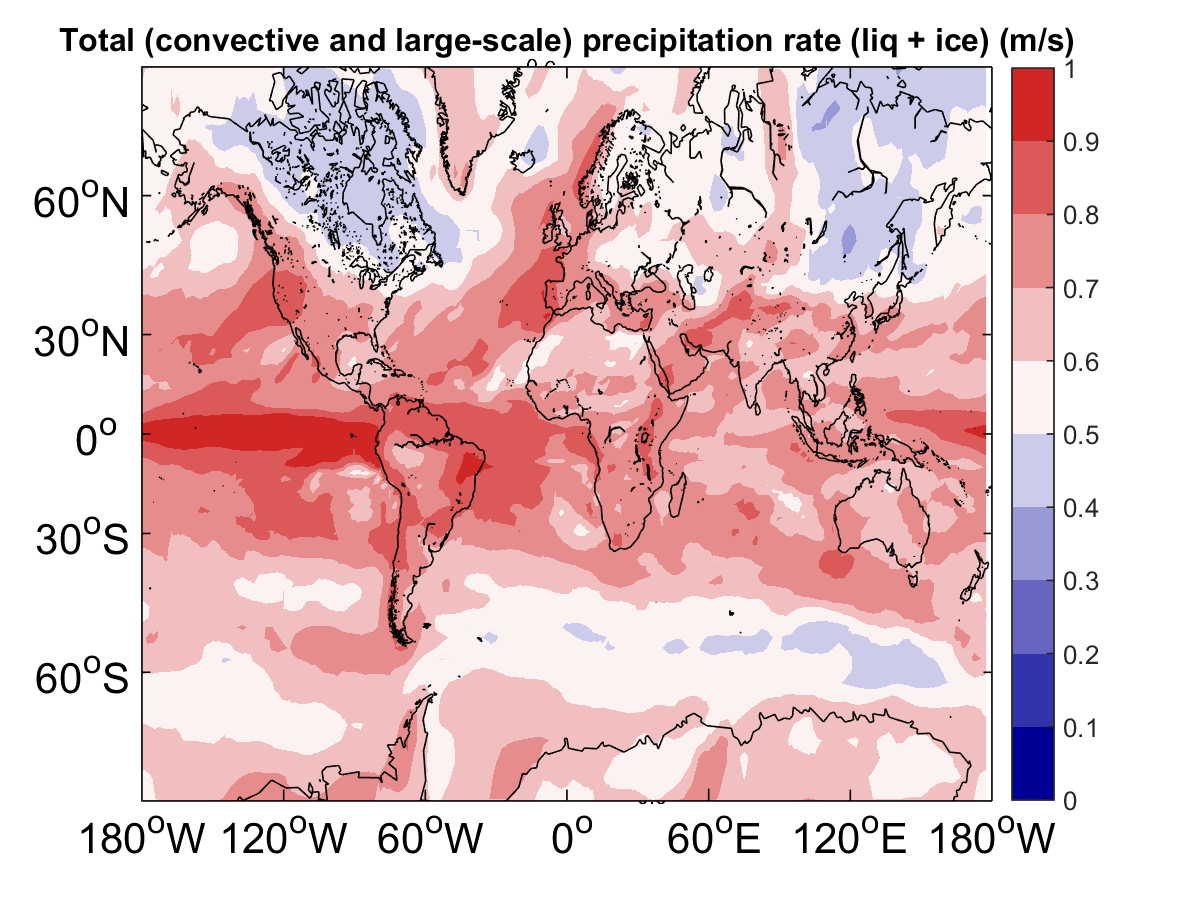 Total (convective and large-scale) precipitation rate (liq + ice) (m/s)
1
0.9
0.8
0.7
0.6
0.5
0.4
0.3
0.2
0.1
0
60°N
30°N
0°
30°S
60°S
180°W 120°W 60°W 0° 60°E 120°E 180°W